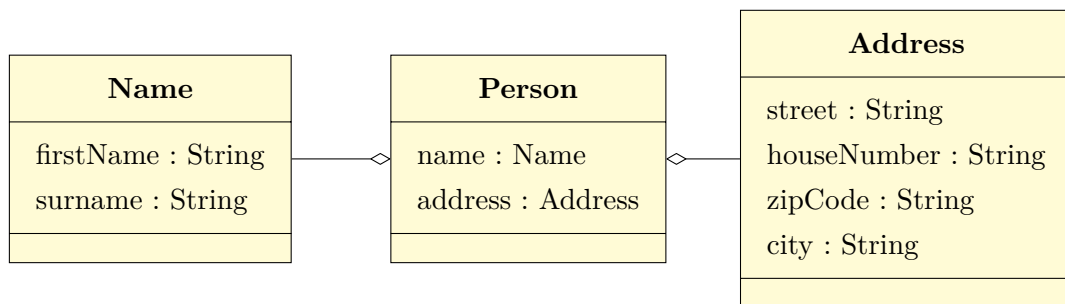 Name
firstName : String
surname : String
Person
name : Name
address : Address
Address
street : String
houseNumber : String
zipCode : String
city : String